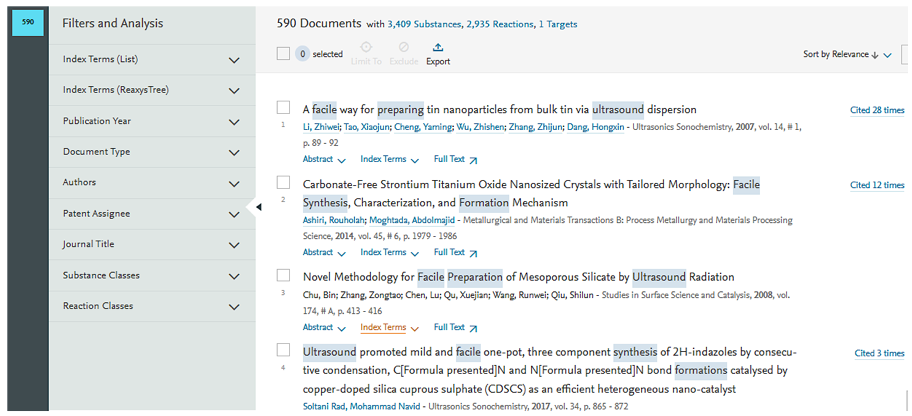 590
Filters and Analysis
Index Terms (List)
Index Terms (ReaxysTree)
Publication Year
Document Type
Authors
Patent Assignee
Journal Title
Substance Classes
Reaction Classes
590 Documents with 3,409 Substances, 2,935 Reactions, 1 Targets
0 selected
Limit To
Exclude
Export
Sort by Relevance
1
A facile way for preparing tin nanoparticles from bulk tin via ultrasound dispersion
Cited 28 times
Li, Zhiwei; Tao, Xiaojun; Cheng, Yaming; Wu, Zhishen; Zhang, Zhijun; Dang, Hongxin - Ultrasonics Sonochemistry, 2007, vol. 14, # 1,
p. 89 - 92
Abstract Index Terms Full Text
2
Carbonate-Free Strontium Titanium Oxide Nanosized Crystals with Tailored Morphology: Facile
Synthesis, Characterization, and Formation Mechanism
Cited 12 times
Ashiri, Rouholah; Moghtada, Abdolmajid - Metallurgical and Materials Transactions B: Process Metallurgy and Materials Processing
Science, 2014, vol. 45, # 6, p. 1979 - 1986
Abstract Index Terms Full Text
3
Novel Methodology for Facile Preparation of Mesoporous Silicate by Ultrasound Radiation
Chu, Bin; Zhang, Zongtao; Chen, Lu; Qu, Xuejian; Wang, Runwei; Qiu, Shilun - Studies in Surface Science and Catalysis, 2008, vol.
174, # A, p. 413 - 416
Abstract Index Terms Full Text
4
Ultrasound promoted mild and facile one-pot, three component synthesis of 2H-indazoles by consecu-
tive condensation, C[Formula presented]N and N[Formula presented]N bond formations catalysed by
copper-doped silica cuprous sulphate (CDSCS) as an efficient heterogeneous nano-catalyst
Cited 3 times
Soltani Rad, Mohammad Navid - Ultrasonics Sonochemistry, 2017, vol. 34, p. 865 - 872